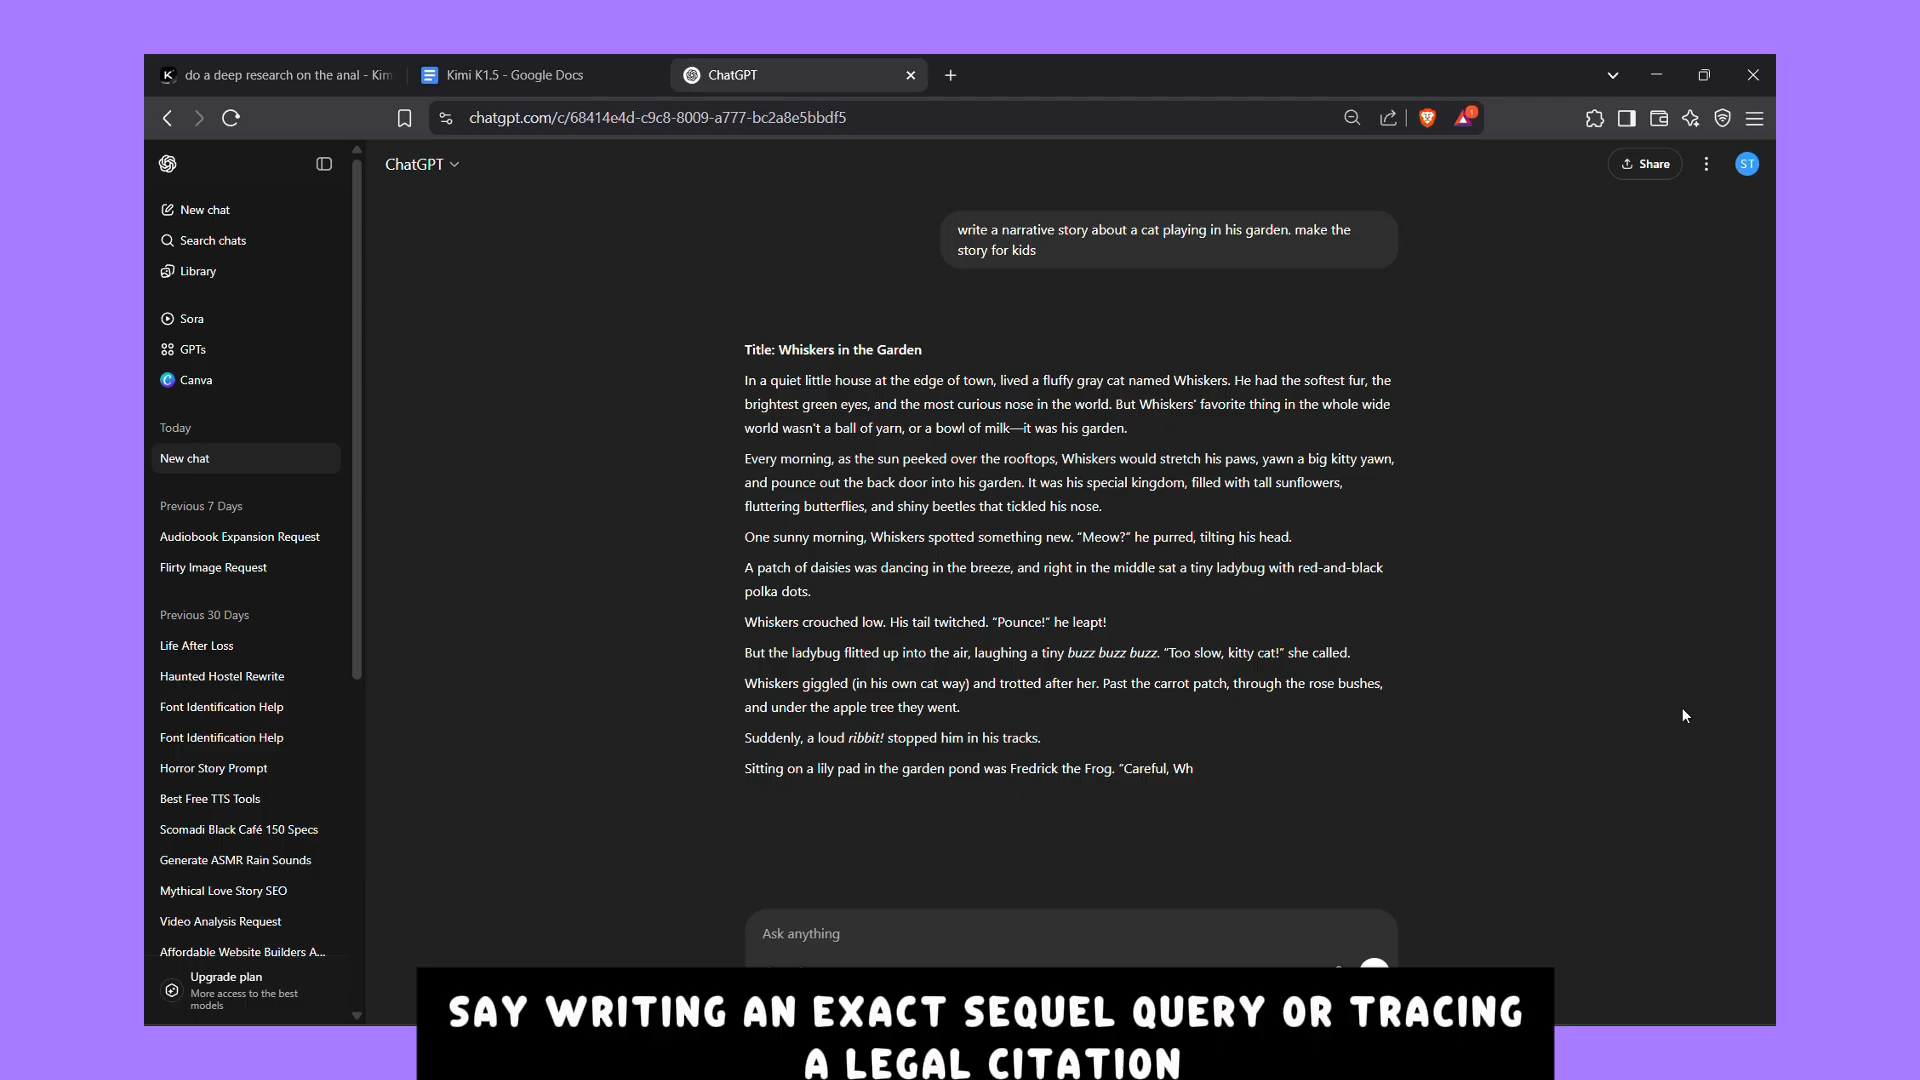 do a deep research on the anal - Kim
Kimi K1.5 - Google Docs
ChatGPT
chatgpt.com/c/68414e4d-c9c8-8009-a777-bc2a8e5bbdf5
1
ChatGPT
Share
ST
New chat
Search chats
Library
Sora
GPTs
Canva
Today
New chat
Previous 7 Days
Audiobook Expansion Request
Flirty Image Request
Previous 30 Days
Life After Loss
Haunted Hostel Rewrite
Font Identification Help
Font Identification Help
Horror Story Prompt
Best Free TTS Tools
Scomadi Black Café 150 Specs
Generate ASMR Rain Sounds
Mythical Love Story SEO
Video Analysis Request
Affordable Website Builders A...
Upgrade plan
More access to the best
models
write a narrative story about a cat playing in his garden. make the
story for kids
Title: Whiskers in the Garden
In a quiet little house at the edge of town, lived a fluffy gray cat named Whiskers. He had the softest fur, the
brightest green eyes, and the most curious nose in the world. But Whiskers' favorite thing in the whole wide
world wasn't a ball of yarn, or a bowl of milk—it was his garden.
Every morning, as the sun peeked over the rooftops, Whiskers would stretch his paws, yawn a big kitty yawn,
and pounce out the back door into his garden. It was his special kingdom, filled with tall sunflowers,
fluttering butterflies, and shiny beetles that tickled his nose.
One sunny morning, Whiskers spotted something new. “Meow?” he purred, tilting his head.
A patch of daisies was dancing in the breeze, and right in the middle sat a tiny ladybug with red-and-black
polka dots.
Whiskers crouched low. His tail twitched. “Pounce!” he leapt!
But the ladybug flitted up into the air, laughing a tiny buzz buzz buzz. “Too slow, kitty cat!” she called.
Whiskers giggled (in his own cat way) and trotted after her. Past the carrot patch, through the rose bushes,
and under the apple tree they went.
Suddenly, a loud ribbit! stopped him in his tracks.
Sitting on a lily pad in the garden pond was Fredrick the Frog. “Careful, Wh
Ask anything
SAY WRITING AN EXACT SEQUEL QUERY OR TRACING
A LEGAL CITATION